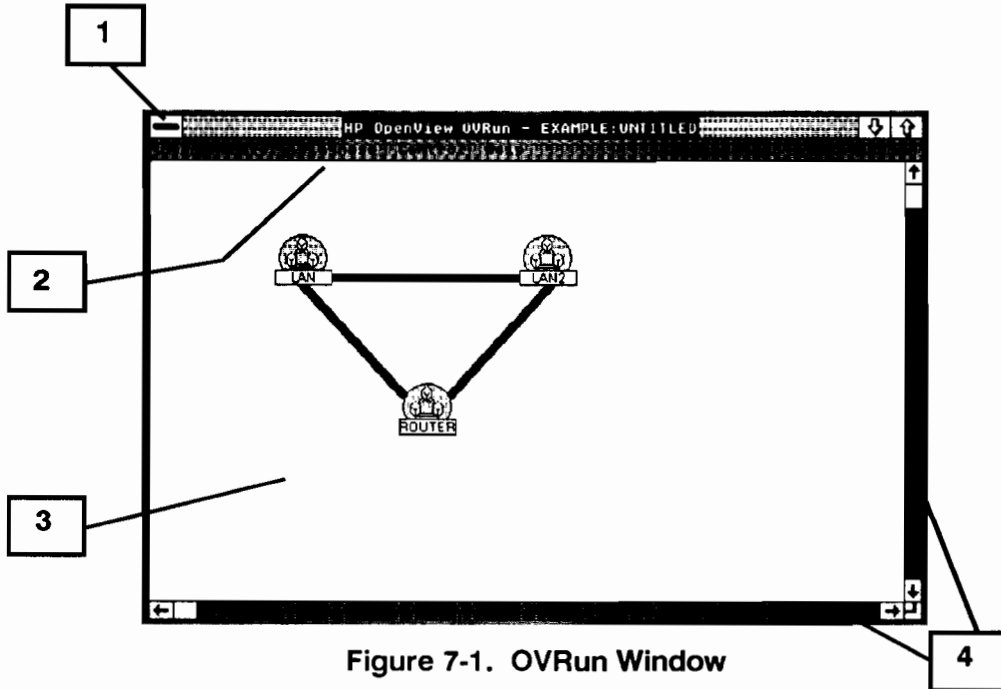 1
HP OpenView OVRun - EXAMPLE:UNTITLED
2
LAN
LAN2
ROUTER
3
4
Figure 7-1. OVRun Window